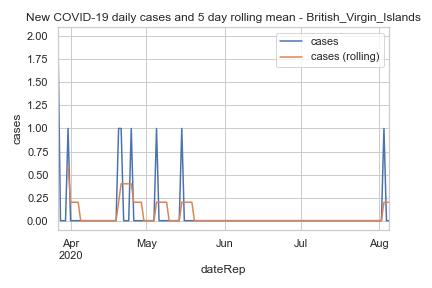 New COVID-19 daily cases and 5 day rolling mean - British_Virgin_Islands
cases
cases (rolling)
2.00
1.75
1.50
1.25
1.00
0.75
0.50
0.25
0.00
cases
Apr
2020
May
Jun
Jul
Aug
dateRep